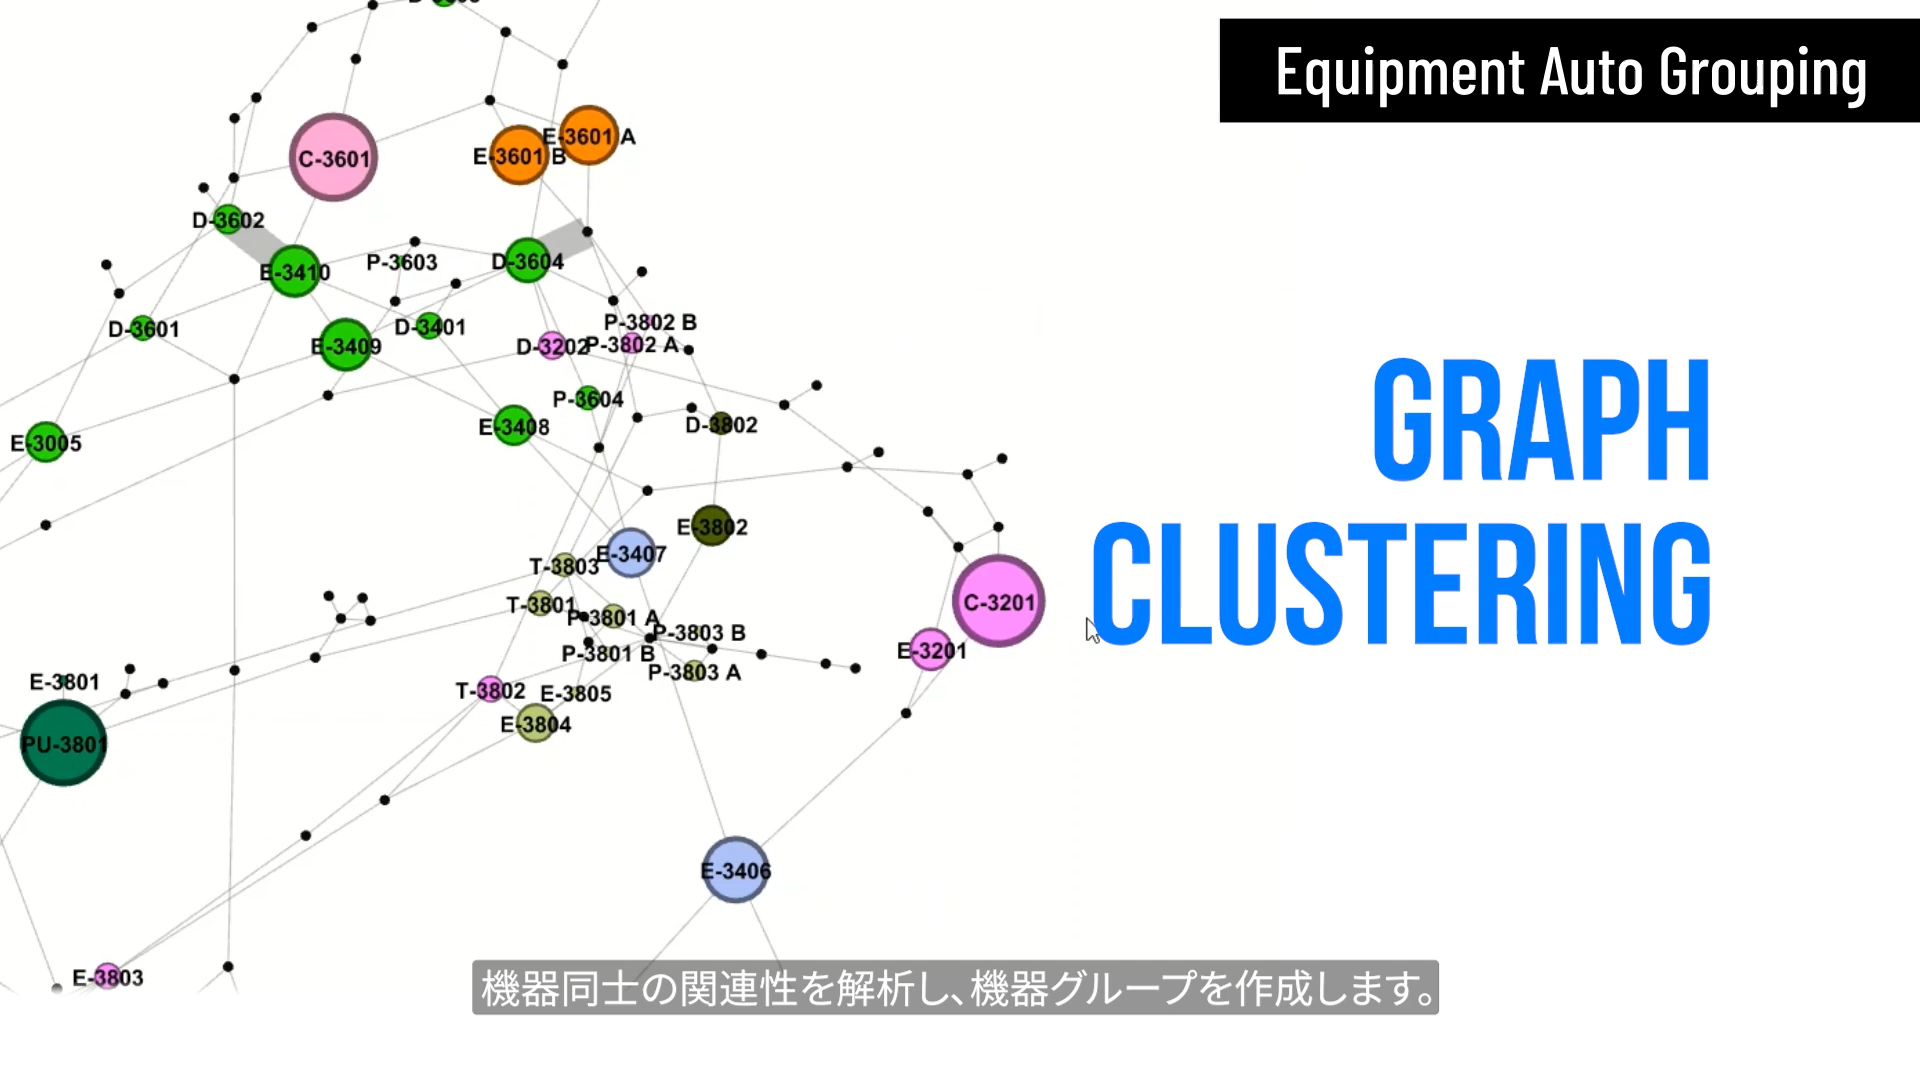 Equipment Auto Grouping
C-3601
E-3601 A
E-3601 B
D-3602
E-3410
P-3603
D-3604
D-3601
E-3409
D-3401
P-3802 B
D-3202
P-3802 A
P-3604
E-3005
E-3408
D-3802
GRAPH
CLUSTERING
E-3802
E-3407
T-3803
T-3801
P-3801 A
P-3803 B
P-3801 B
P-3803 A
C-3201
E-3201
E-3801
PU-3801
T-3802
E-3805
E-3804
E-3406
E-3803
機器同士の関連性を解析し、機器グループを作成します。